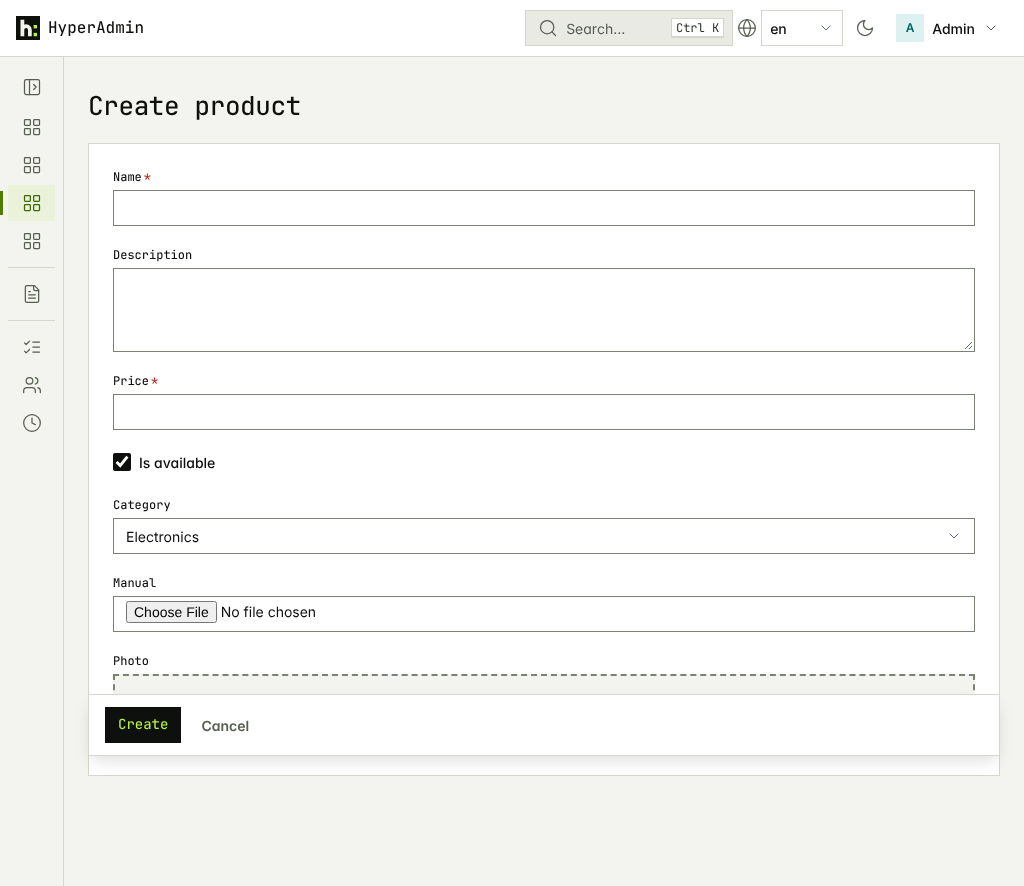 h: HyperAdmin
Search...
Ctrl K
en
A
Admin
Create product
Name*
Description
Price*
Is available
Category
Electronics
Manual
Choose File No file chosen
Photo
Create
Cancel